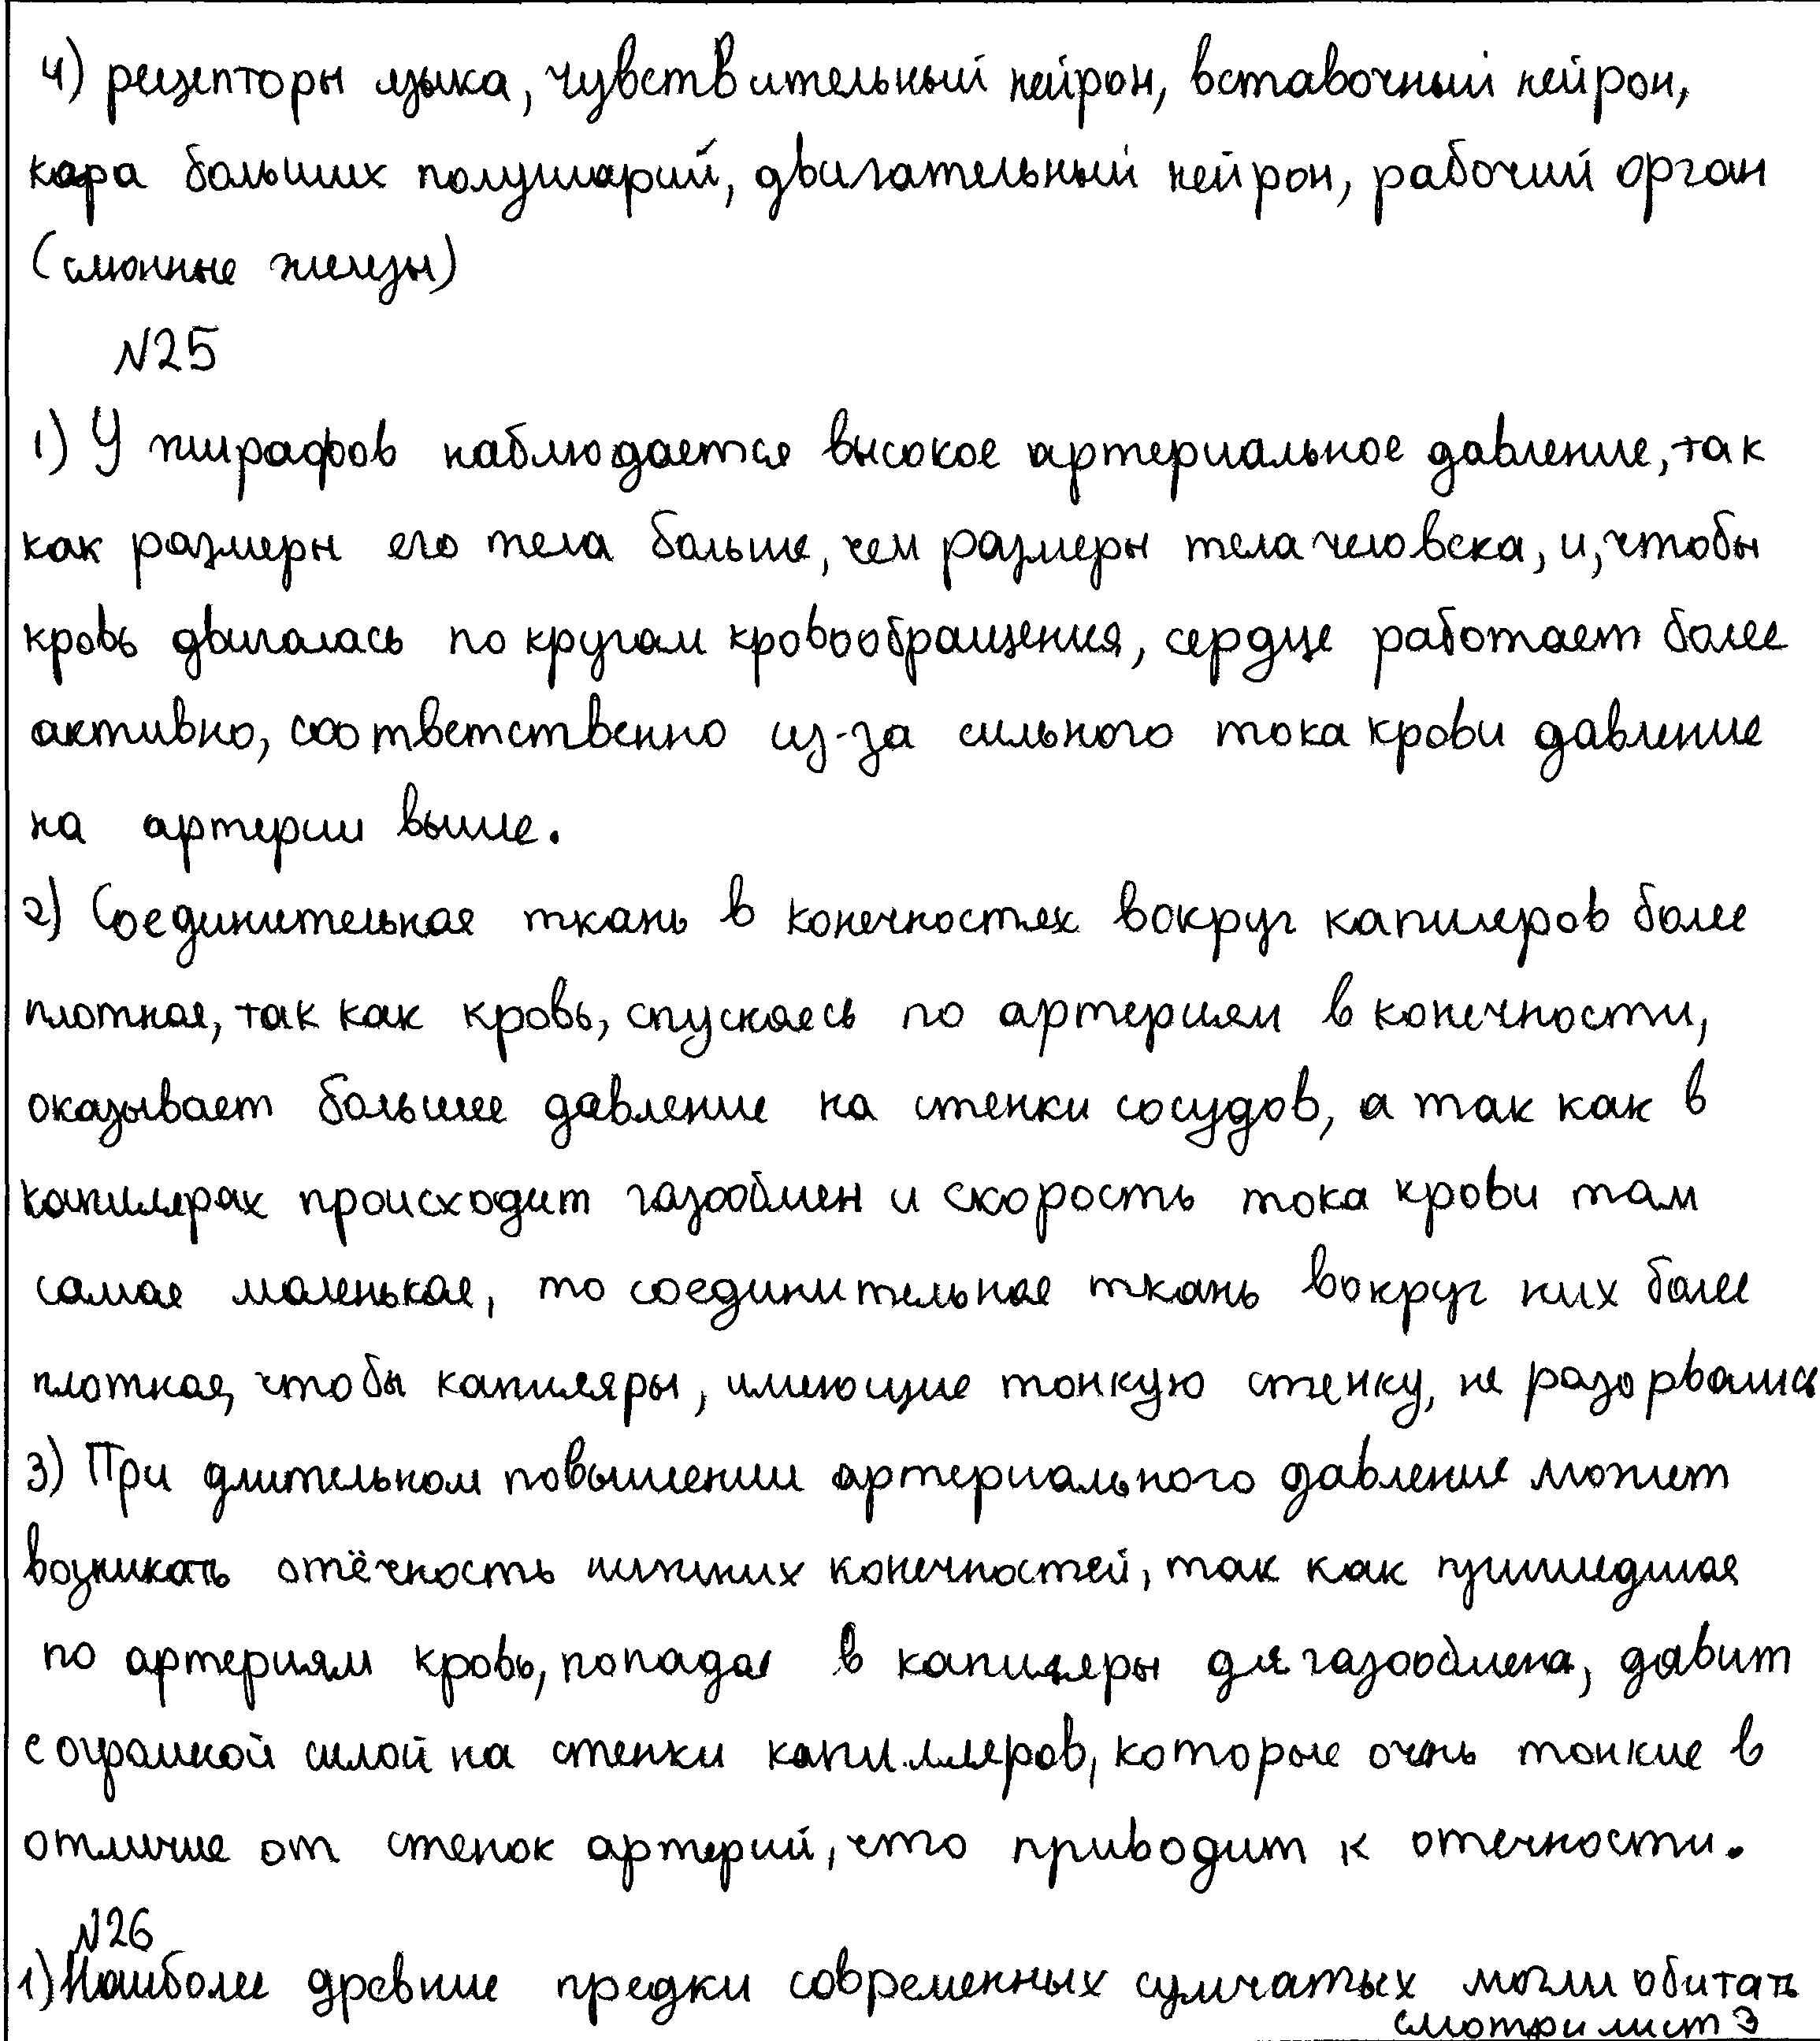 4) рецепторы языка, чувствительный нейрон, вставочный нейрон,
кора больших полушарий, двигательный нейрон, рабочий орган
(слюнные железы)
№25
1) У жирафов наблюдается высокое артериальное давление, так
как размеры его тела больше, чем размеры тела человека, и, чтобы
кровь двигалась по кругам кровообращения, сердце работает более
активно, соответственно из-за сильного тока крови давление
на артерии выше.
2) Соединительная ткань в конечностях вокруг капиляров более
плотная, так как кровь, спускаясь по артериям в конечности,
оказывает большее давление на стенки сосудов, а так как в
капилярах происходит газообмен и скорость тока крови там
самая маленькая, то соединительная ткань вокруг них более
плотная, чтобы капиляры, имеющие тонкую стенку, не разорвались
3) При длительном повышении артериального давления может
возникать отёчность нижних конечностей, так как пришедшая
по артериям кровь, попадая в капиляры для газообмена, давит
с огромной силой на стенки капилляров, которые очень тонкие в
отличие от стенок артерий, что приводит к отечности.
№26
1) Наиболее древние предки современных сумчатых могли обитать
смотри лист 3